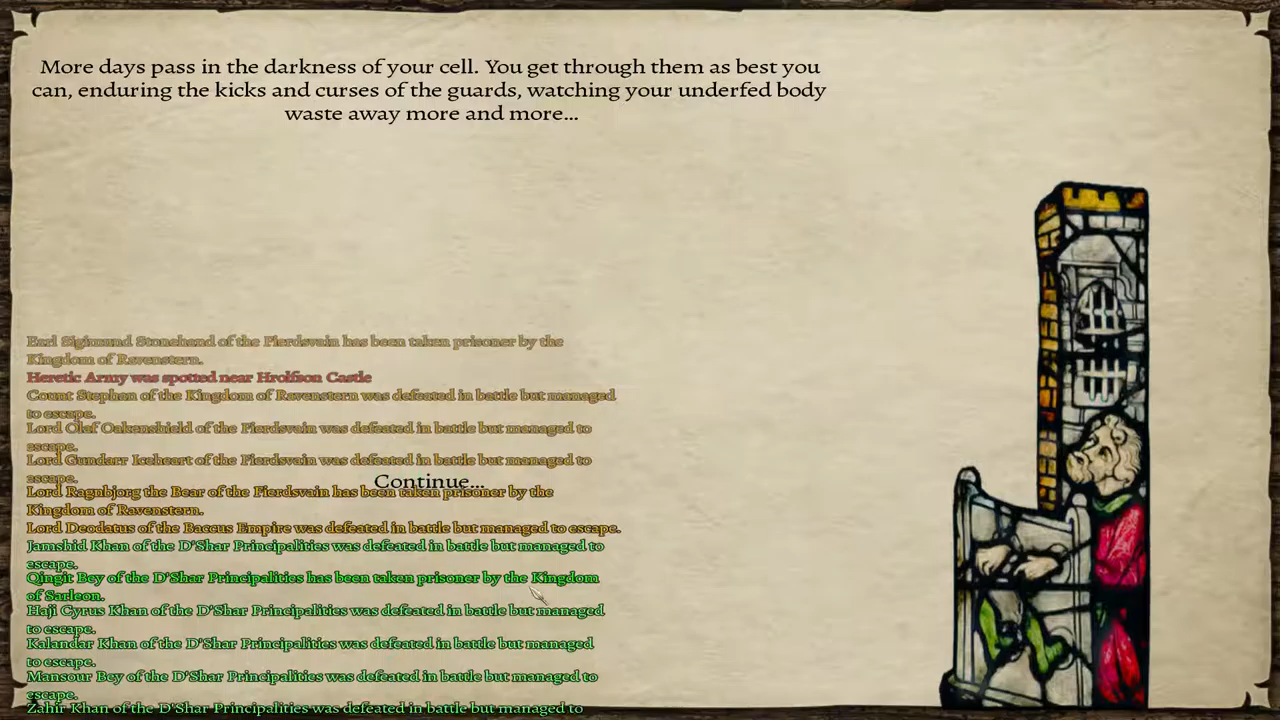 More days pass in the darkness of your cell. You get through them as best you
can, enduring the kicks and curses of the guards, watching your underfed body
waste away more and more...
Earl Sigismund Stonehand of the Fierdsvain has been taken prisoner by the
Kingdom of Ravenstern.
Heretic Army was spotted near Hrolfson Castle
Count Stephan of the Kingdom of Ravenstern was defeated in battle but managed
to escape.
Lord Olaf Oakenshield of the Fierdsvain was defeated in battle but managed to
escape.
Lord Gundarr Iceheart of the Fierdsvain was defeated in battle but managed to
escape.
Continue...
Lord Ragnbjorg the Bear of the Fierdsvain has been taken prisoner by the
Kingdom of Ravenstern.
Lord Deodatus of the Baccus Empire was defeated in battle but managed to escape.
Jamshid Khan of the D'Shar Principalities was defeated in battle but managed to
escape.
Qingit Bey of the D'Shar Principalities has been taken prisoner by the Kingdom
of Sarleon.
Haji Cyrus Khan of the D'Shar Principalities was defeated in battle but managed
to escape.
Kalandar Khan of the D'Shar Principalities was defeated in battle but managed
to escape.
Mansour Bey of the D'Shar Principalities was defeated in battle but managed to
escape.
Zahir Khan of the D'Shar Principalities was defeated in battle but managed to